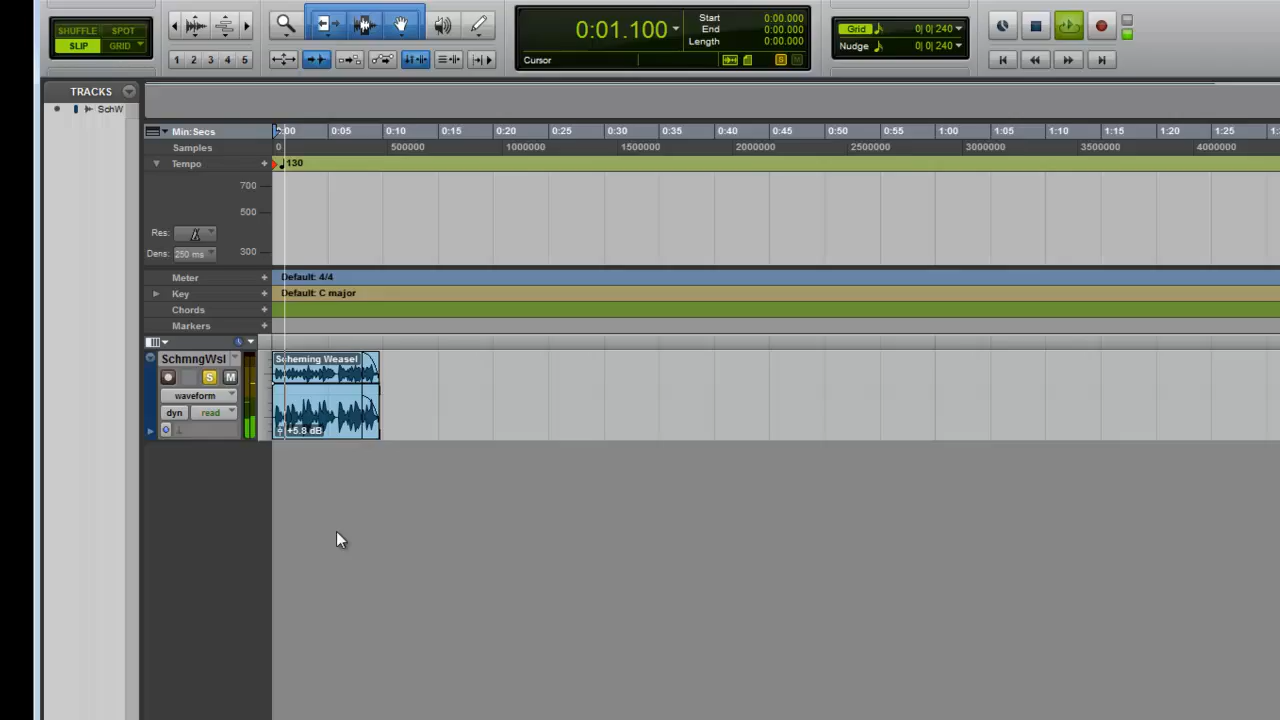 SHUFFLE SPOT
SLIP GRID
1 2 3 4 5
0:01.100
Start 0:00.000
End 0:00.000
Length 0:00.000
Cursor
Grid 0| 0| 240
Nudge 0| 0| 240
TRACKS
SchW
Min:Secs 0:00 0:05 0:10 0:15 0:20 0:25 0:30 0:35 0:40 0:45 0:50 0:55 1:00 1:05 1:10 1:15 1:20 1:25
Samples 0 500000 1000000 1500000 2000000 2500000 3000000 3500000 4000000
Tempo 130
700
500
Res:
300
Dens: 250 ms
Meter Default: 4/4
Key Default: C major
Chords
Markers
SchmngWsl Scheming Weasel
S M
waveform
dyn read
+5.8 dB